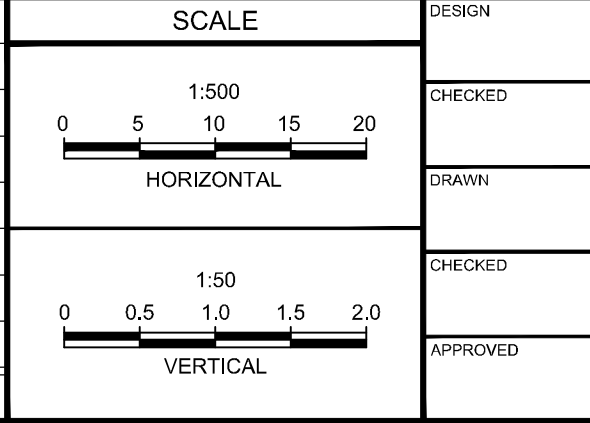 SCALE
1:500
0 5 10 15 20
HORIZONTAL
1:50
0 0.5 1.0 1.5 2.0
VERTICAL
DESIGN
CHECKED
DRAWN
CHECKED
APPROVED